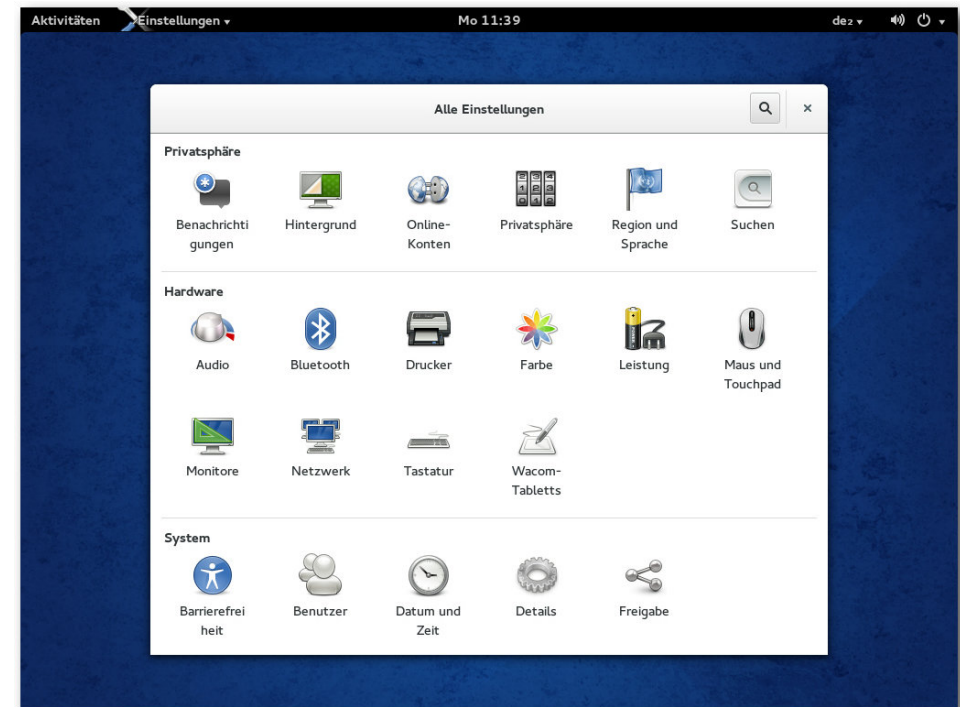 Aktivitäten Einstellungen Mo 11:39 de2
Alle Einstellungen
Privatsphäre
Benachrichti
gungen
Hintergrund
Online-
Konten
Privatsphäre
Region und
Sprache
Suchen
Hardware
Audio
Bluetooth
Drucker
Farbe
Leistung
Maus und
Touchpad
Monitore
Netzwerk
Tastatur
Wacom-
Tabletts
System
Barrierefrei
heit
Benutzer
Datum und
Zeit
Details
Freigabe